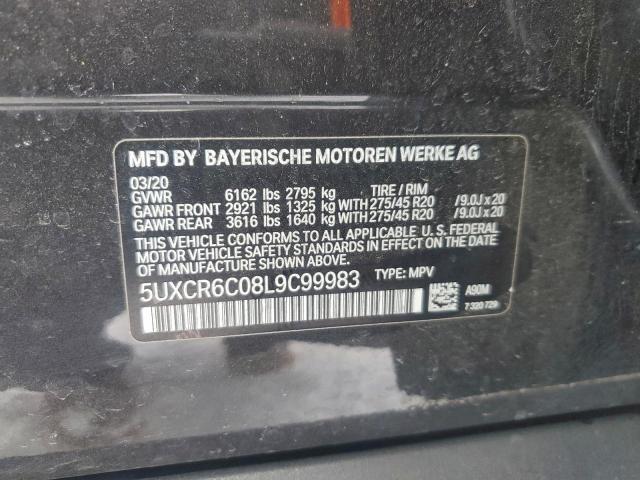 MFD BY BAYERISCHE MOTOREN WERKE AG
03/20
GVWR 6162 lbs 2795 kg TIRE / RIM
GAWR FRONT 2921 lbs 1325 kg WITH 275/45 R20 /9.0J x 20
GAWR REAR 3616 lbs 1640 kg WITH 275/45 R20 /9.0J x 20
THIS VEHICLE CONFORMS TO ALL APPLICABLE U. S. FEDERAL
MOTOR VEHICLE SAFETY STANDARDS IN EFFECT ON THE DATE
OF MANUFACTURE SHOWN ABOVE.
5UXCR6C08L9C99983 TYPE: MPV
A90M
7 320 729